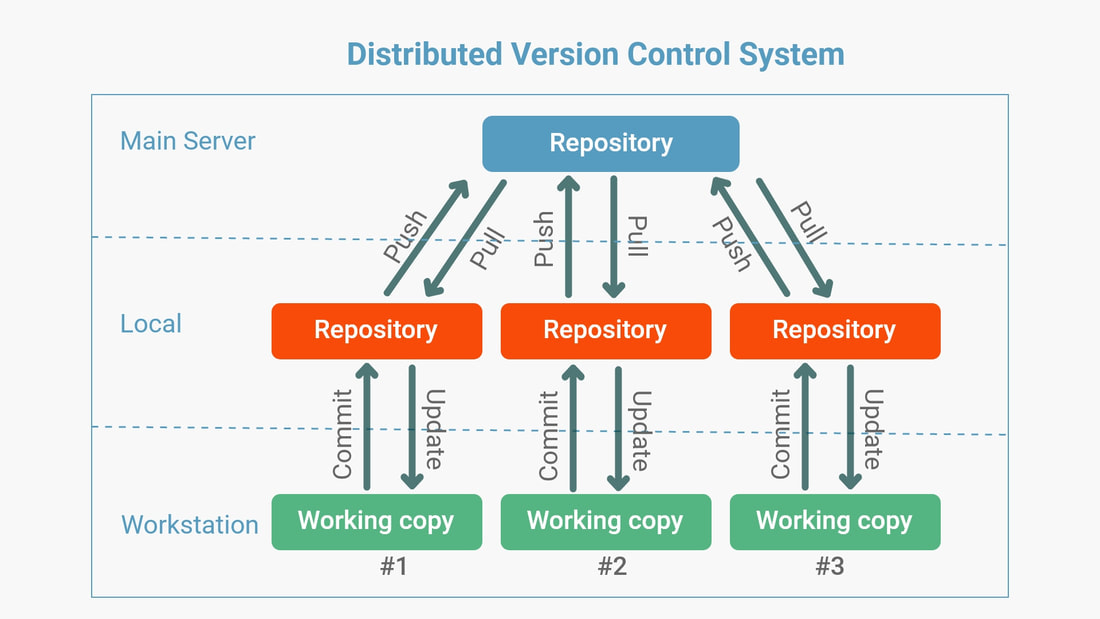 Distributed Version Control System
Main Server
Repository
Push
Pull
Push
Pull
Push
Pull
Local
Repository
Repository
Repository
Commit
Update
Commit
Update
Commit
Update
Workstation
Working copy
Working copy
Working copy
#1
#2
#3